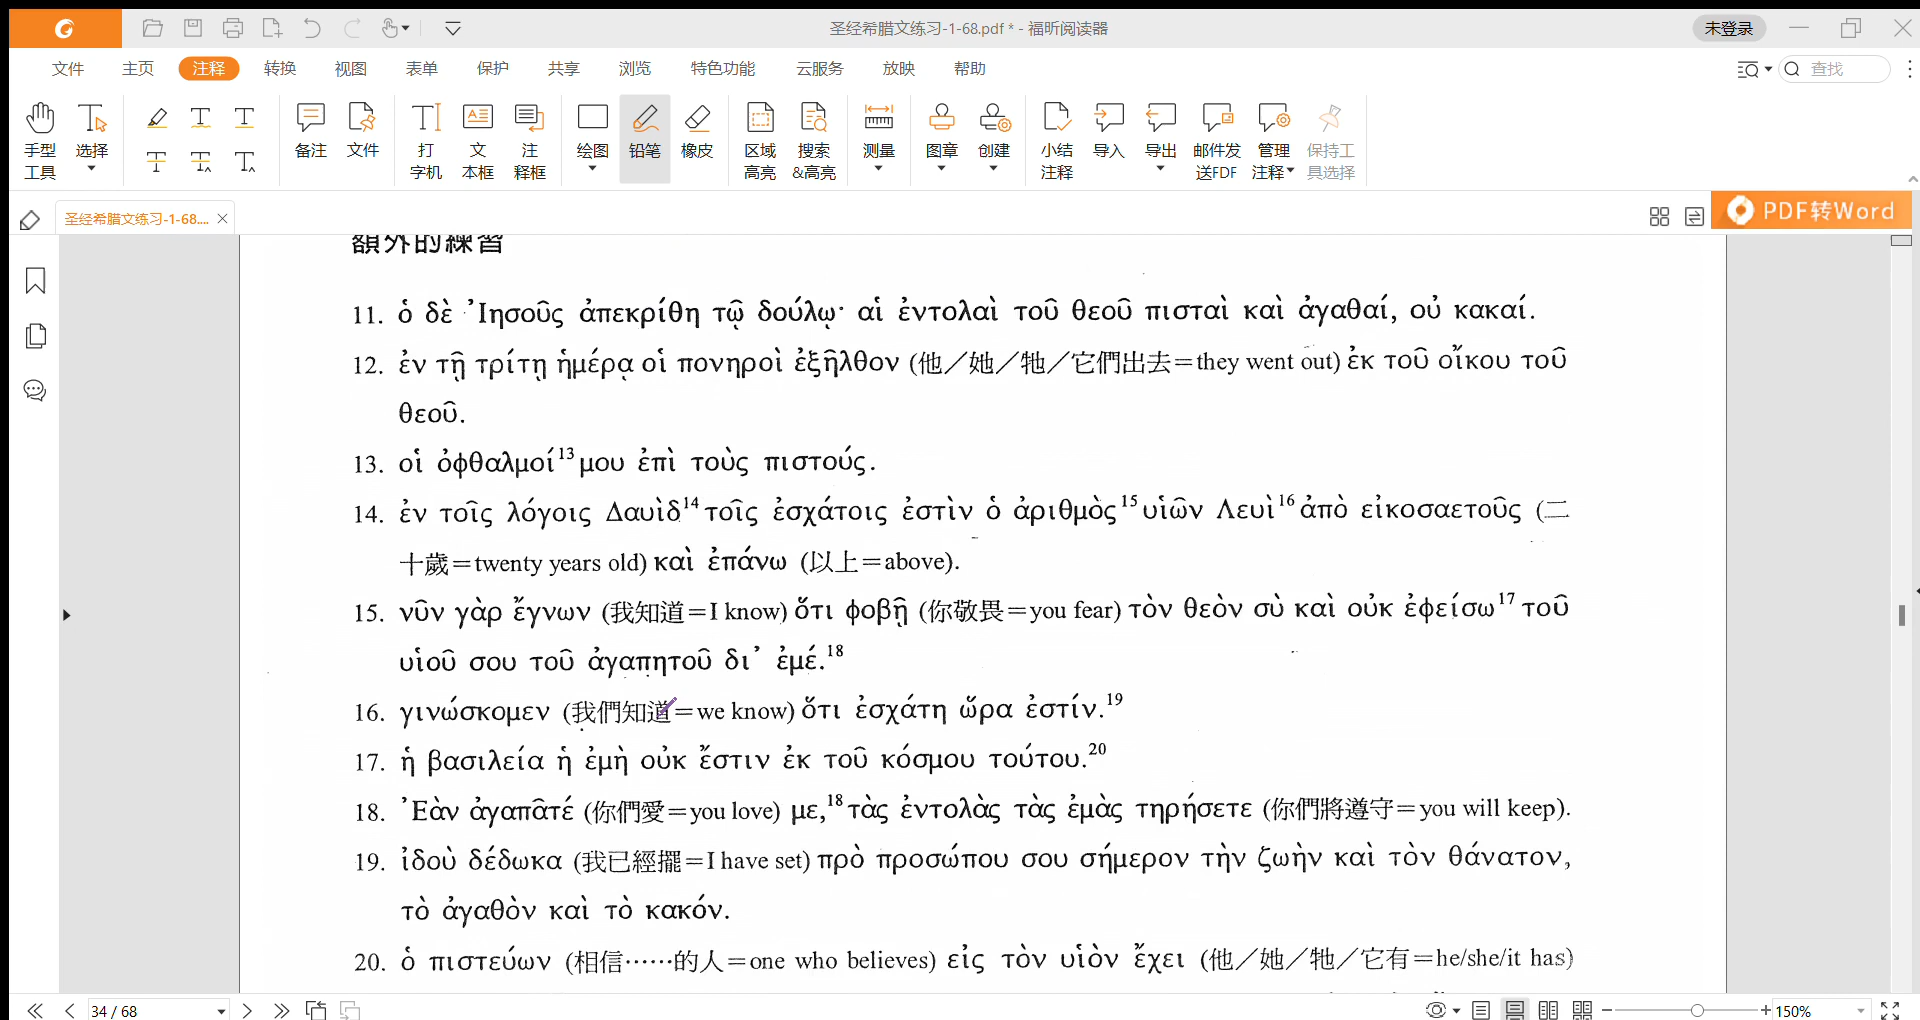 圣经希腊文练习-1-68.pdf * - 福昕阅读器
未登录
文件 主页 注释 转换 视图 表单 保护 共享 浏览 特色功能 云服务 放映 帮助
查找
手型工具 选择 备注 文件 打字机 文本框 注释框 绘图 铅笔 橡皮 区域高亮 搜索&高亮 测量 图章 创建 小结注释 导入 导出 邮件发送FDF 管理注释 保持工具选择
圣经希腊文练习-1-68....
PDF转Word
額外的練習
11. ὁ δὲ Ἰησοῦς ἀπεκρίθη τῷ δούλῳ· αἱ ἐντολαὶ τοῦ θεοῦ πισταὶ καὶ ἀγαθαί, οὐ κακαί.
12. ἐν τῇ τρίτῃ ἡμέρᾳ οἱ πονηροὶ ἐξῆλθον (他／她／牠／它們出去＝they went out) ἐκ τοῦ οἴκου τοῦ
θεοῦ.
13. οἱ ὀφθαλμοί¹³ μου ἐπὶ τοὺς πιστούς.
14. ἐν τοῖς λόγοις Δαυὶδ¹⁴ τοῖς ἐσχάτοις ἐστὶν ὁ ἀριθμὸς¹⁵ υἱῶν Λευὶ¹⁶ ἀπὸ εἰκοσαετοῦς (二
十歲＝twenty years old) καὶ ἐπάνω (以上＝above).
15. νῦν γὰρ ἔγνων (我知道＝I know) ὅτι φοβῇ (你敬畏＝you fear) τὸν θεὸν σὺ καὶ οὐκ ἐφείσω¹⁷ τοῦ
υἱοῦ σου τοῦ ἀγαπητοῦ δι’ ἐμέ.¹⁸
16. γινώσκομεν (我們知道＝we know) ὅτι ἐσχάτη ὥρα ἐστίν.¹⁹
17. ἡ βασιλεία ἡ ἐμὴ οὐκ ἔστιν ἐκ τοῦ κόσμου τούτου.²⁰
18. Ἐὰν ἀγαπᾶτέ (你們愛＝you love) με,¹⁸ τὰς ἐντολὰς τὰς ἐμὰς τηρήσετε (你們將遵守＝you will keep).
19. ἰδοὺ δέδωκα (我已經擺＝I have set) πρὸ προσώπου σου σήμερον τὴν ζωὴν καὶ τὸν θάνατον,
τὸ ἀγαθὸν καὶ τὸ κακόν.
20. ὁ πιστεύων (相信……的人＝one who believes) εἰς τὸν υἱὸν ἔχει (他／她／牠／它有＝he/she/it has)
34 / 68
150%